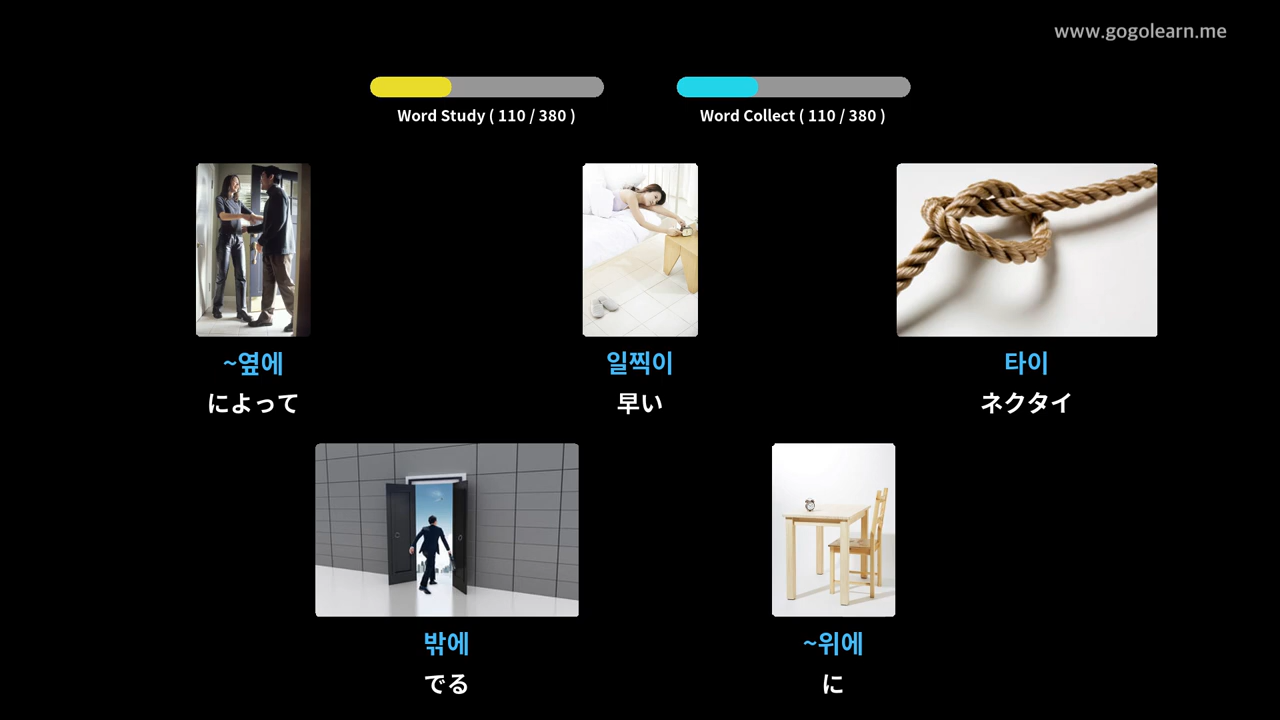 www.gogolearn.me
Word Study ( 110 / 380 )
Word Collect ( 110 / 380 )
~옆에
によって
일찍이
早い
타이
ネクタイ
밖에
でる
~위에
に